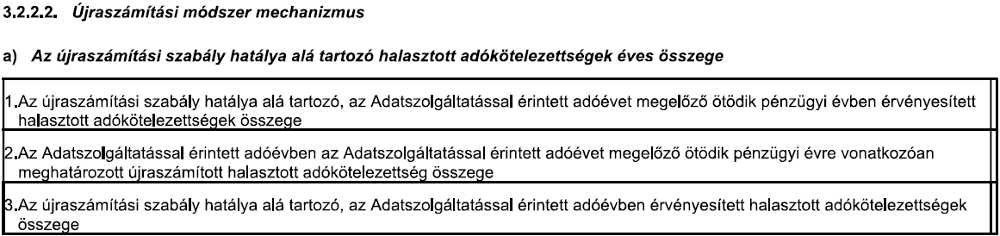 3.2.2.2. Újraszámítási módszer mechanizmus
a) Az újraszámítási szabály hatálya alá tartozó halasztott adókötelezettségek éves összege
1.Az újraszámítási szabály hatálya alá tartozó, az Adatszolgáltatással érintett adóévet megelőző ötödik pénzügyi évben érvényesített
halasztott adókötelezettségek összege
2.Az Adatszolgáltatással érintett adóévben az Adatszolgáltatással érintett adóévet megelőző ötödik pénzügyi évre vonatkozóan
meghatározott újraszámított halasztott adókötelezettség összege
3.Az újraszámítási szabály hatálya alá tartozó, az Adatszolgáltatással érintett adóévben érvényesített halasztott adókötelezettségek
összege